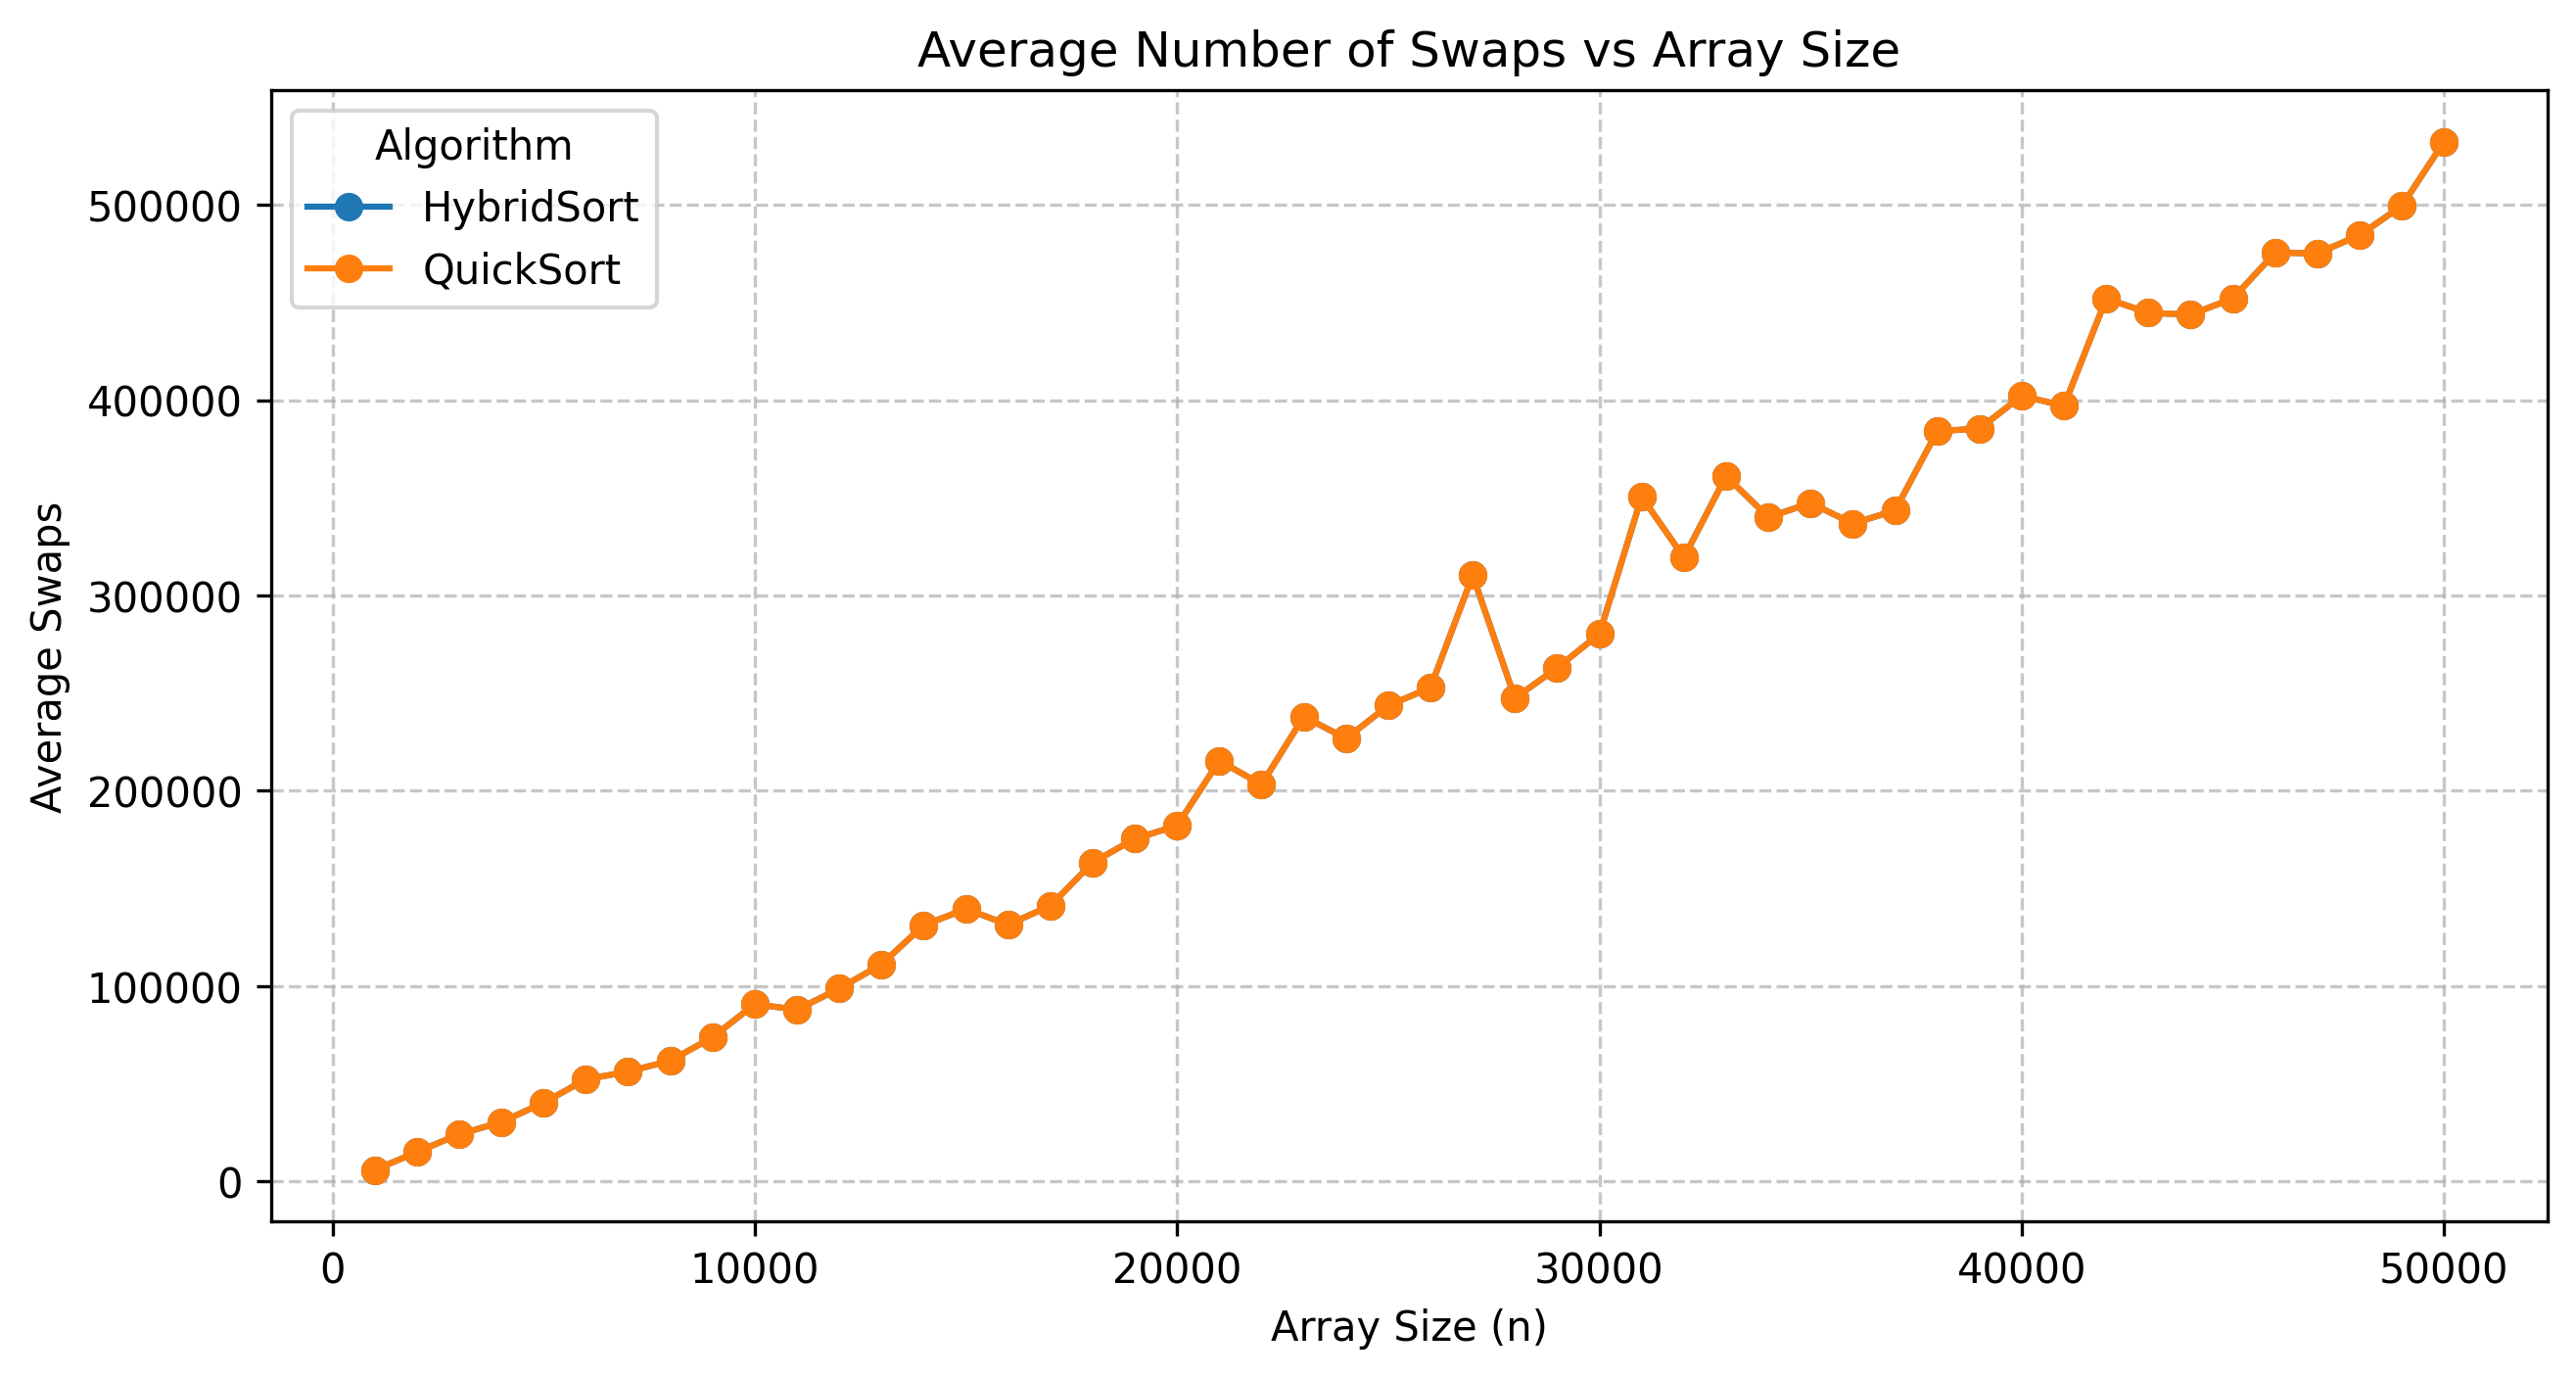 Average Number of Swaps vs Array Size
Algorithm
HybridSort
QuickSort
Average Swaps
500000
400000
300000
200000
100000
0
0 10000 20000 30000 40000 50000
Array Size (n)